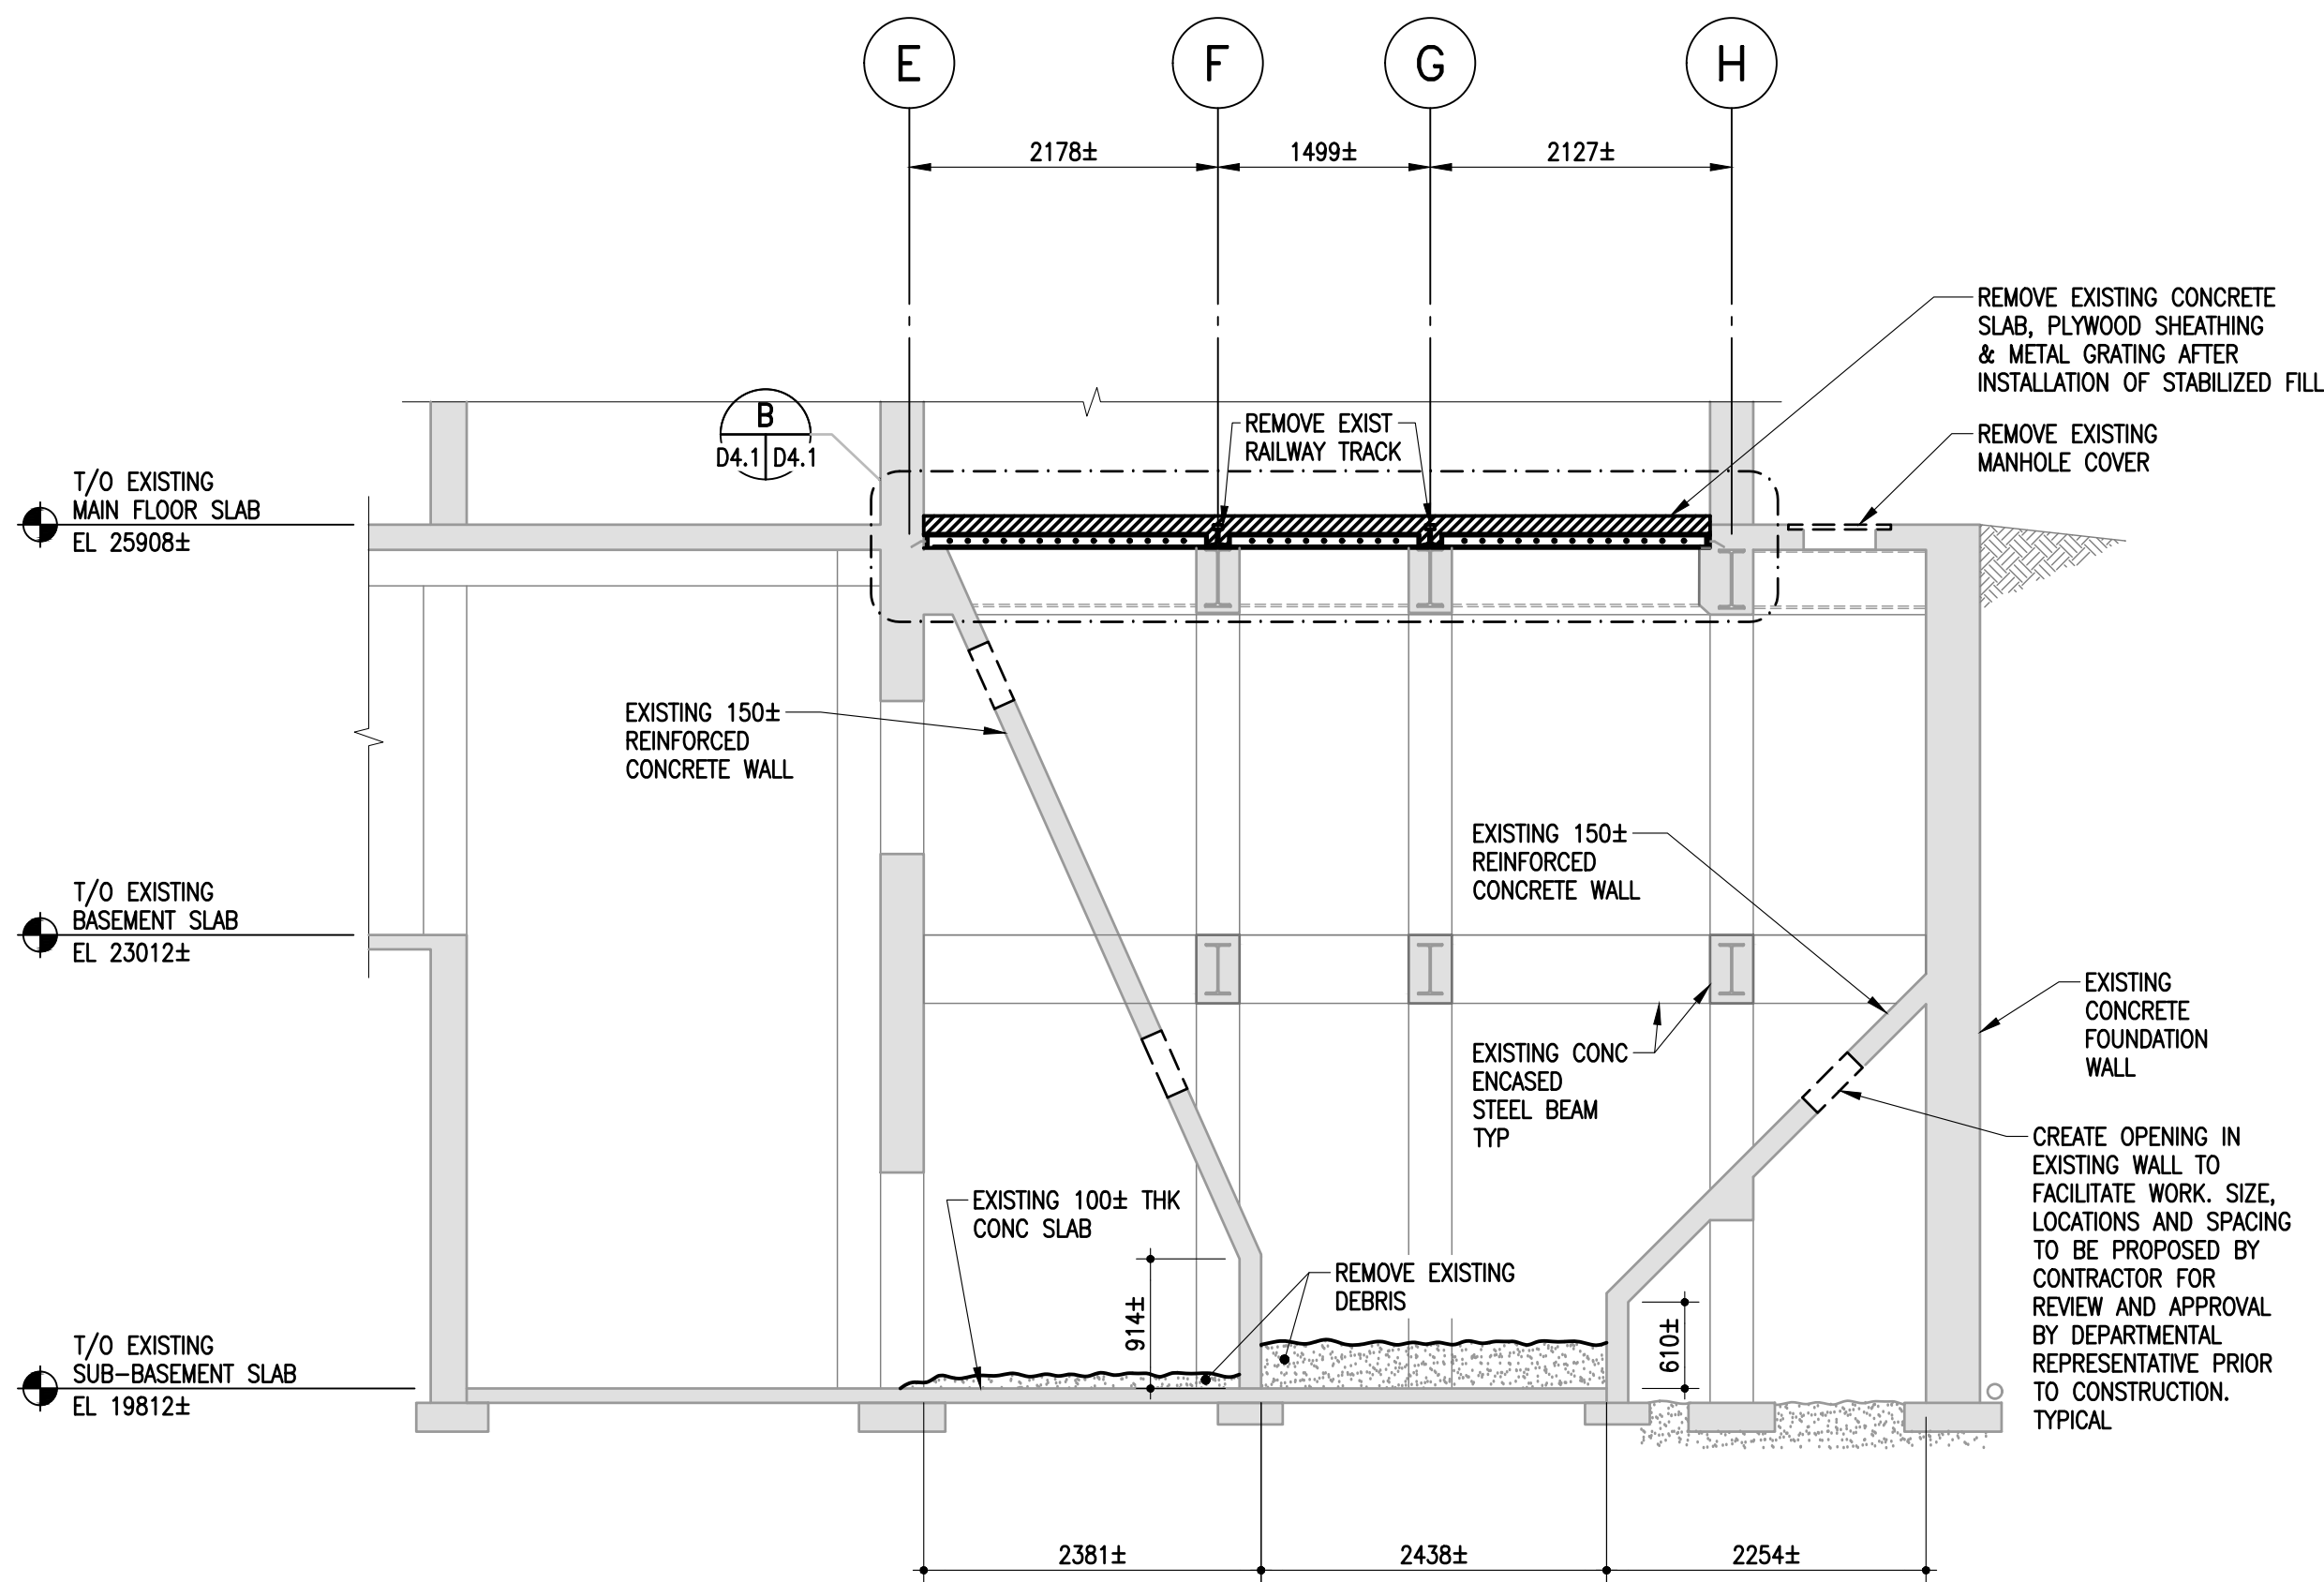 E
F
G
H
2178±
1499±
2127±
REMOVE EXISTING CONCRETE
SLAB, PLYWOOD SHEATHING
& METAL GRATING AFTER
INSTALLATION OF STABILIZED FILL
B
D4.1
D4.1
REMOVE EXIST
RAILWAY TRACK
REMOVE EXISTING
MANHOLE COVER
T/O EXISTING
MAIN FLOOR SLAB
EL 25908±
EXISTING 150±
REINFORCED
CONCRETE WALL
EXISTING 150±
REINFORCED
CONCRETE WALL
T/O EXISTING
BASEMENT SLAB
EL 23012±
EXISTING
CONCRETE
FOUNDATION
WALL
EXISTING CONC
ENCASED
STEEL BEAM
TYP
CREATE OPENING IN
EXISTING WALL TO
FACILITATE WORK. SIZE,
LOCATIONS AND SPACING
TO BE PROPOSED BY
CONTRACTOR FOR
REVIEW AND APPROVAL
BY DEPARTMENTAL
REPRESENTATIVE PRIOR
TO CONSTRUCTION.
TYPICAL
EXISTING 100± THK
CONC SLAB
REMOVE EXISTING
DEBRIS
914±
610±
T/O EXISTING
SUB-BASEMENT SLAB
EL 19812±
2381±
2438±
2254±